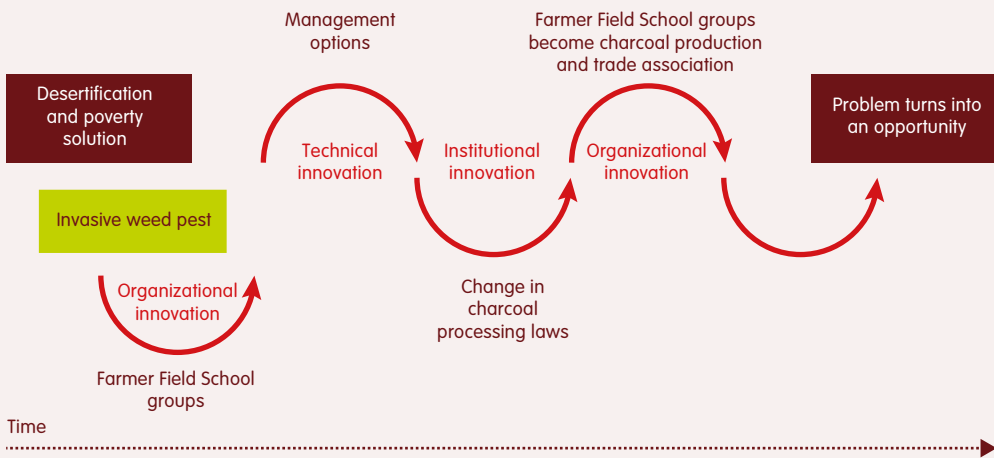 Management
options
Farmer Field School groups
become charcoal production
and trade association
Desertification
and poverty
solution
Problem turns into
an opportunity
Technical
innovation
Institutional
innovation
Organizational
innovation
Invasive weed pest
Organizational
innovation
Change in
charcoal
processing laws
Farmer Field School
groups
Time